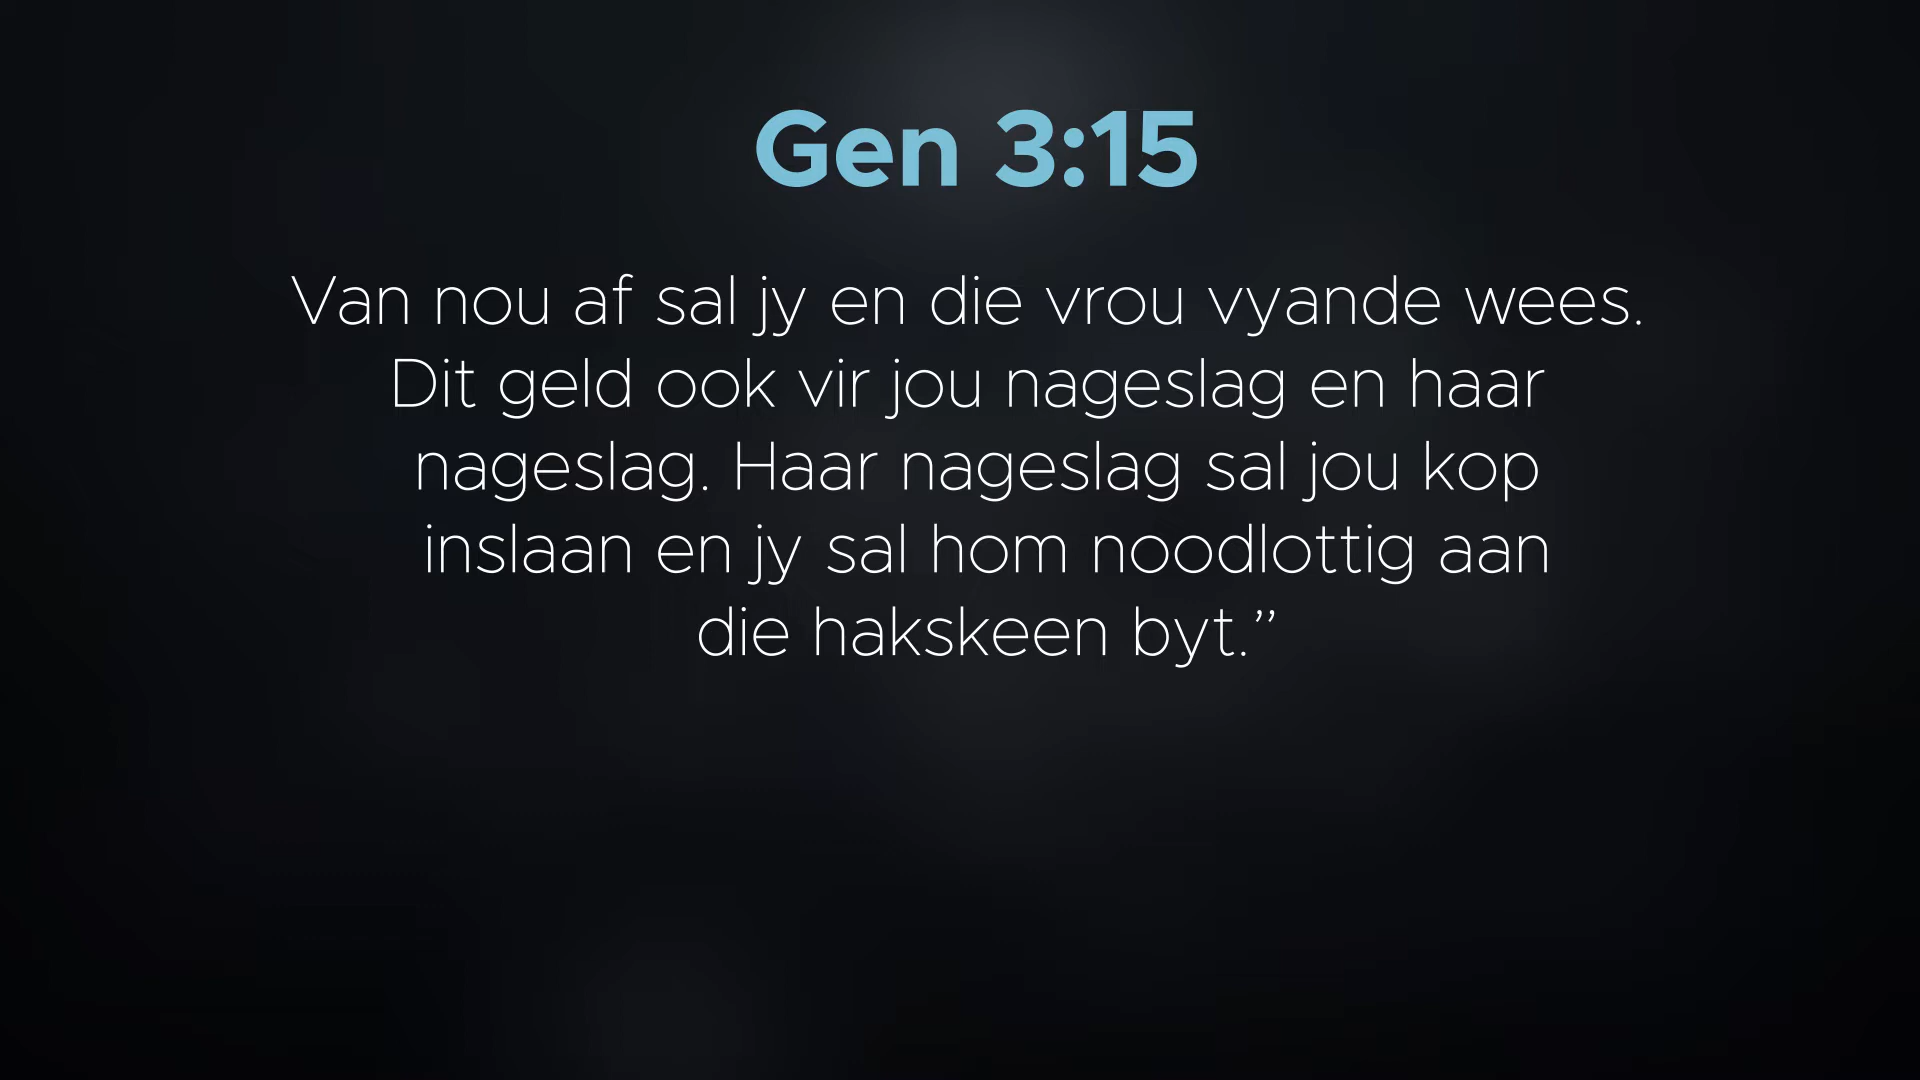 Gen 3:15
Van nou af sal jy en die vrou vyande wees.
Dit geld ook vir jou nageslag en haar
nageslag. Haar nageslag sal jou kop
inslaan en jy sal hom noodlottig aan
die hakskeen byt.”